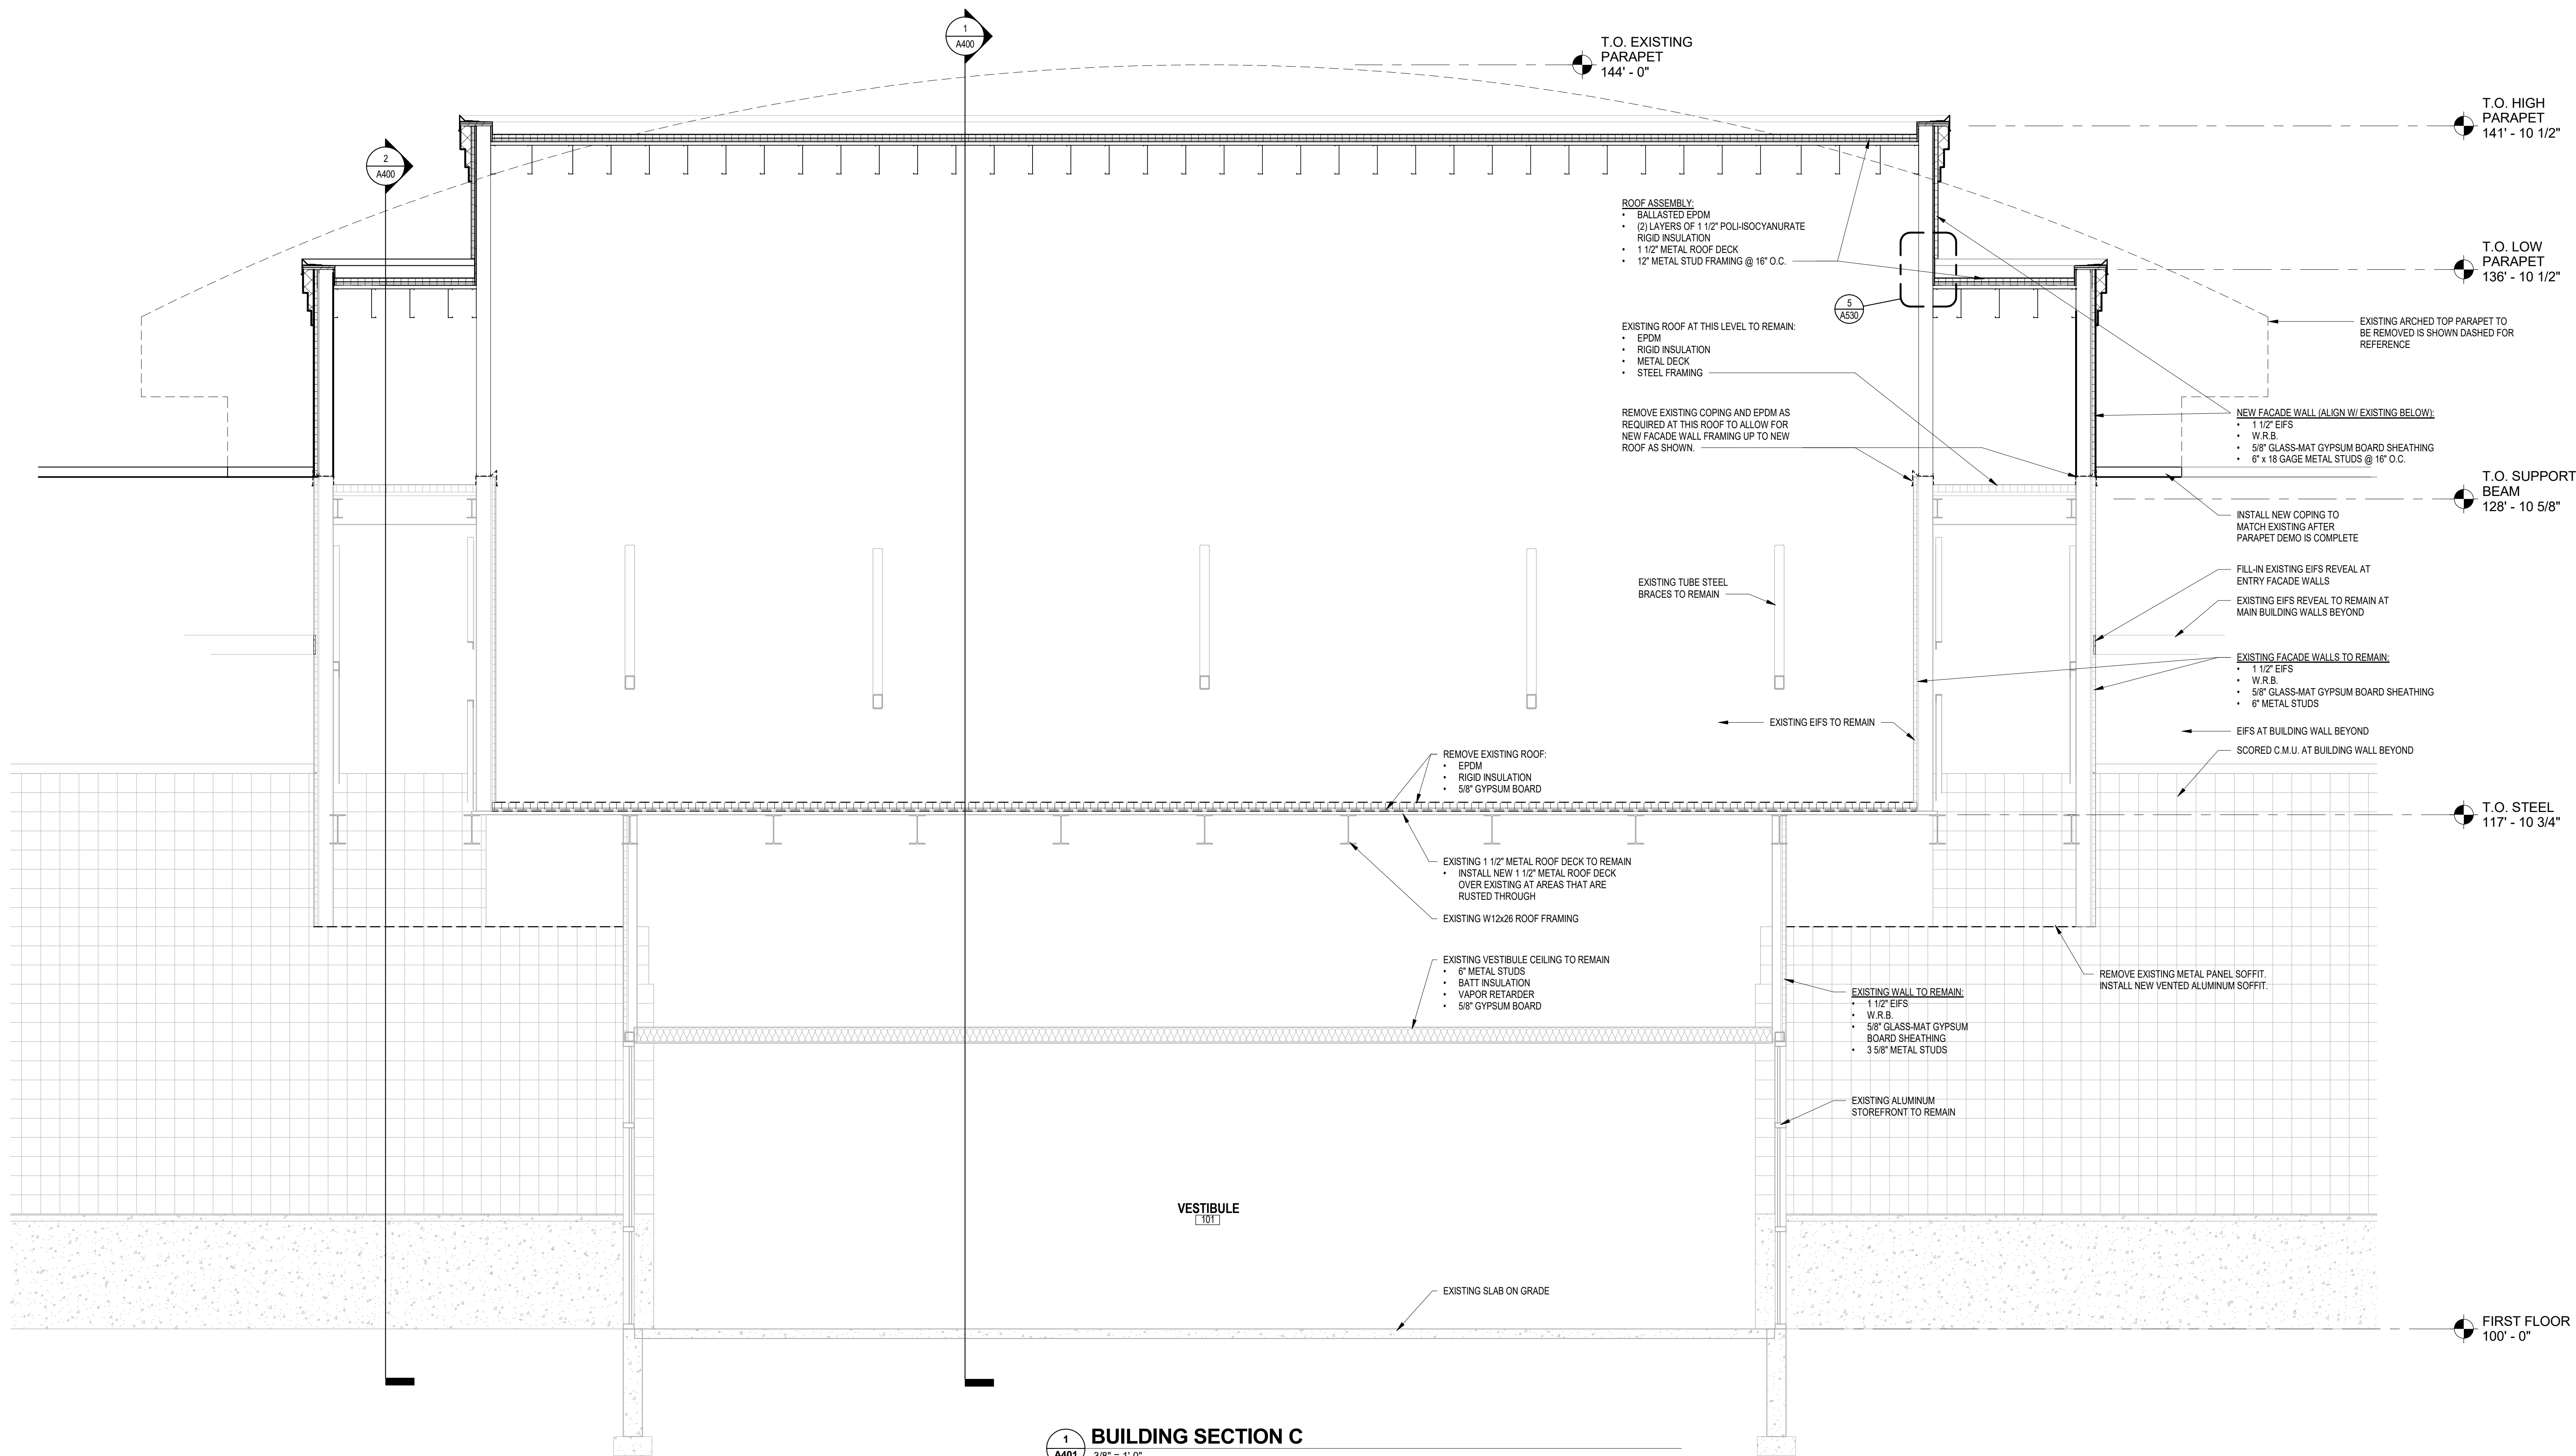 1
A400
T.O. EXISTING
PARAPET
144' - 0"
T.O. HIGH
PARAPET
141' - 10 1/2"
2
A400
ROOF ASSEMBLY:
• BALLASTED EPDM
• (2) LAYERS OF 1 1/2" POLI-ISOCYANURATE
RIGID INSULATION
• 1 1/2" METAL ROOF DECK
• 12" METAL STUD FRAMING @ 16" O.C.
T.O. LOW
PARAPET
136' - 10 1/2"
5
A530
EXISTING ROOF AT THIS LEVEL TO REMAIN:
• EPDM
• RIGID INSULATION
• METAL DECK
• STEEL FRAMING
EXISTING ARCHED TOP PARAPET TO
BE REMOVED IS SHOWN DASHED FOR
REFERENCE
REMOVE EXISTING COPING AND EPDM AS
REQUIRED AT THIS ROOF TO ALLOW FOR
NEW FACADE WALL FRAMING UP TO NEW
ROOF AS SHOWN.
NEW FACADE WALL (ALIGN W/ EXISTING BELOW):
• 1 1/2" EIFS
• W.R.B.
• 5/8" GLASS-MAT GYPSUM BOARD SHEATHING
• 6" x 18 GAGE METAL STUDS @ 16" O.C.
T.O. SUPPORT
BEAM
128' - 10 5/8"
INSTALL NEW COPING TO
MATCH EXISTING AFTER
PARAPET DEMO IS COMPLETE
EXISTING TUBE STEEL
BRACES TO REMAIN
FILL-IN EXISTING EIFS REVEAL AT
ENTRY FACADE WALLS
EXISTING EIFS REVEAL TO REMAIN AT
MAIN BUILDING WALLS BEYOND
EXISTING FACADE WALLS TO REMAIN:
• 1 1/2" EIFS
• W.R.B.
• 5/8" GLASS-MAT GYPSUM BOARD SHEATHING
• 6" METAL STUDS
EXISTING EIFS TO REMAIN
EIFS AT BUILDING WALL BEYOND
SCORED C.M.U. AT BUILDING WALL BEYOND
REMOVE EXISTING ROOF:
• EPDM
• RIGID INSULATION
• 5/8" GYPSUM BOARD
T.O. STEEL
117' - 10 3/4"
EXISTING 1 1/2" METAL ROOF DECK TO REMAIN
• INSTALL NEW 1 1/2" METAL ROOF DECK
OVER EXISTING AT AREAS THAT ARE
RUSTED THROUGH
EXISTING W12x26 ROOF FRAMING
EXISTING VESTIBULE CEILING TO REMAIN
• 6" METAL STUDS
• BATT INSULATION
• VAPOR RETARDER
• 5/8" GYPSUM BOARD
REMOVE EXISTING METAL PANEL SOFFIT.
INSTALL NEW VENTED ALUMINUM SOFFIT.
EXISTING WALL TO REMAIN:
• 1 1/2" EIFS
• W.R.B.
• 5/8" GLASS-MAT GYPSUM
BOARD SHEATHING
• 3 5/8" METAL STUDS
EXISTING ALUMINUM
STOREFRONT TO REMAIN
VESTIBULE
101
EXISTING SLAB ON GRADE
FIRST FLOOR
100' - 0"
1
A401
BUILDING SECTION C
3/8" = 1'-0"